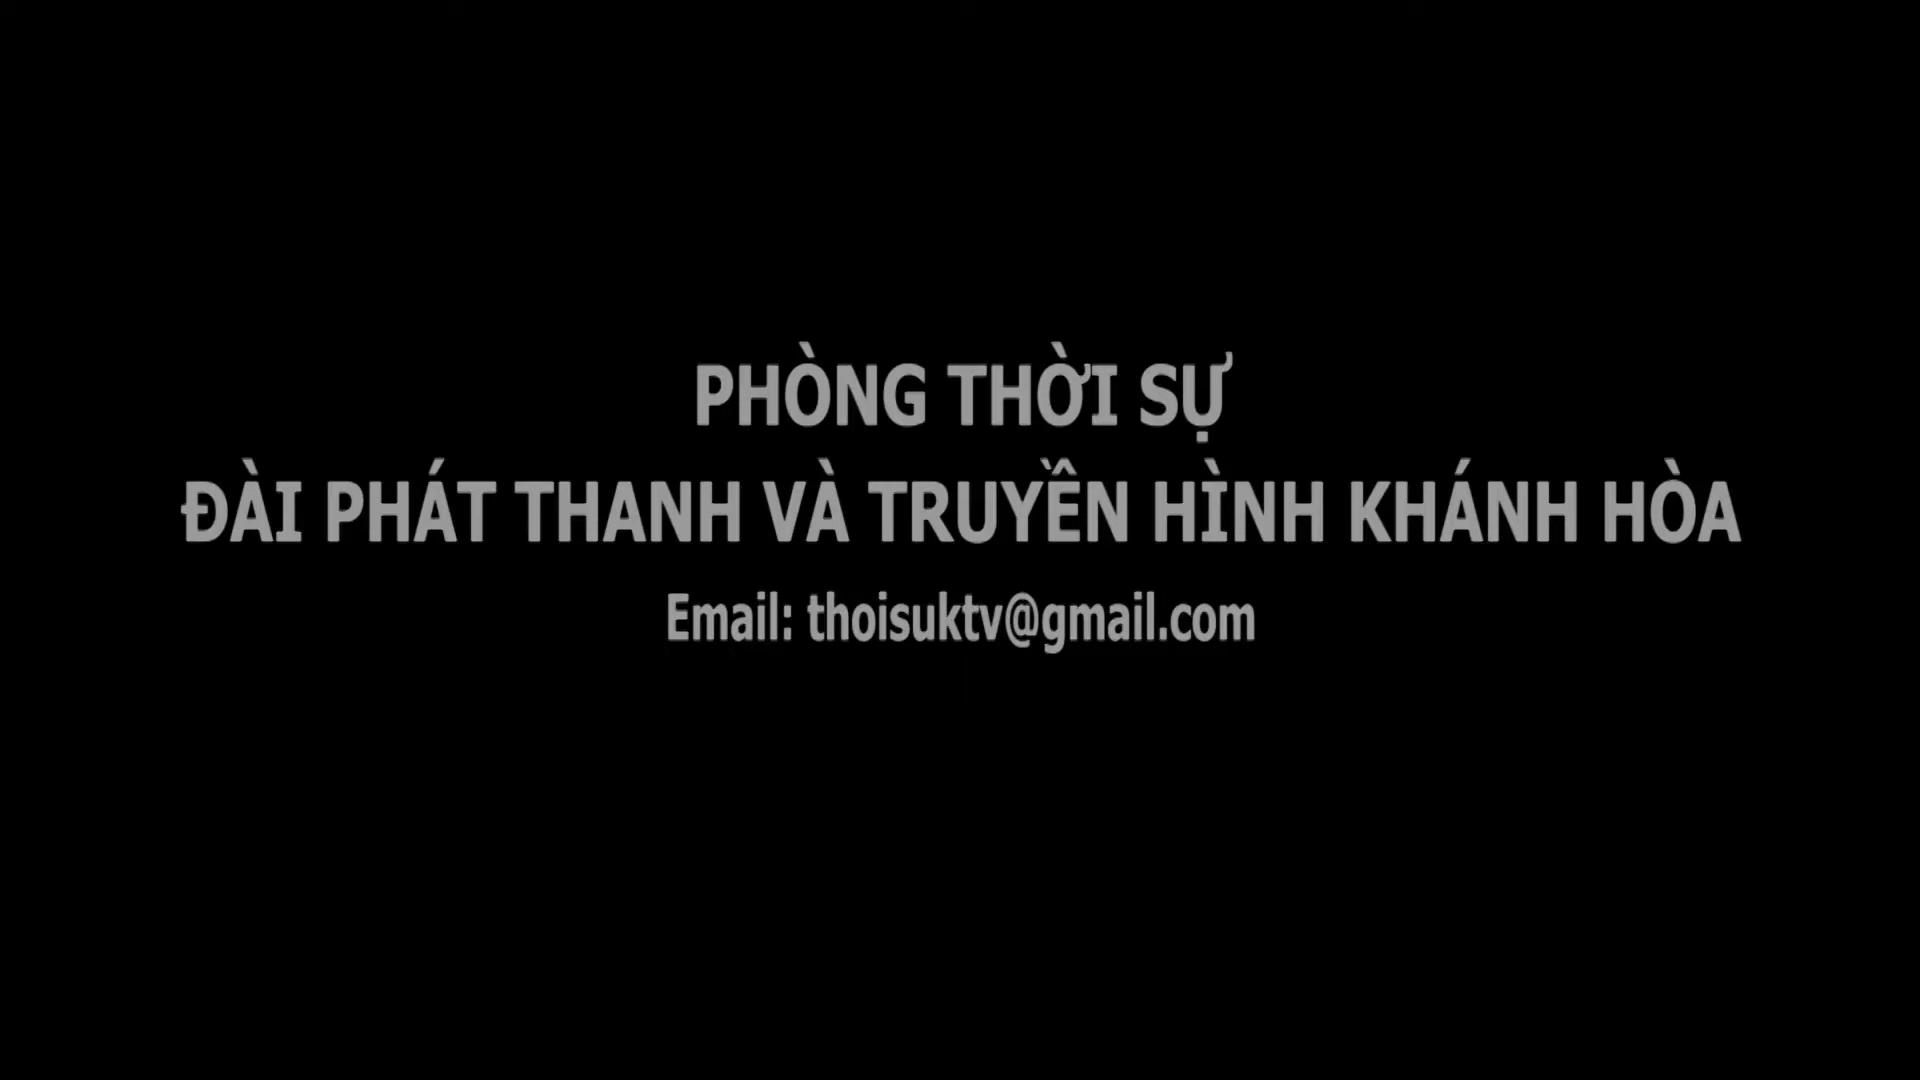 PHÒNG THỜI SỰ
ĐÀI PHÁT THANH VÀ TRUYỀN HÌNH KHÁNH HÒA
Email: thoisuktv@gmail.com